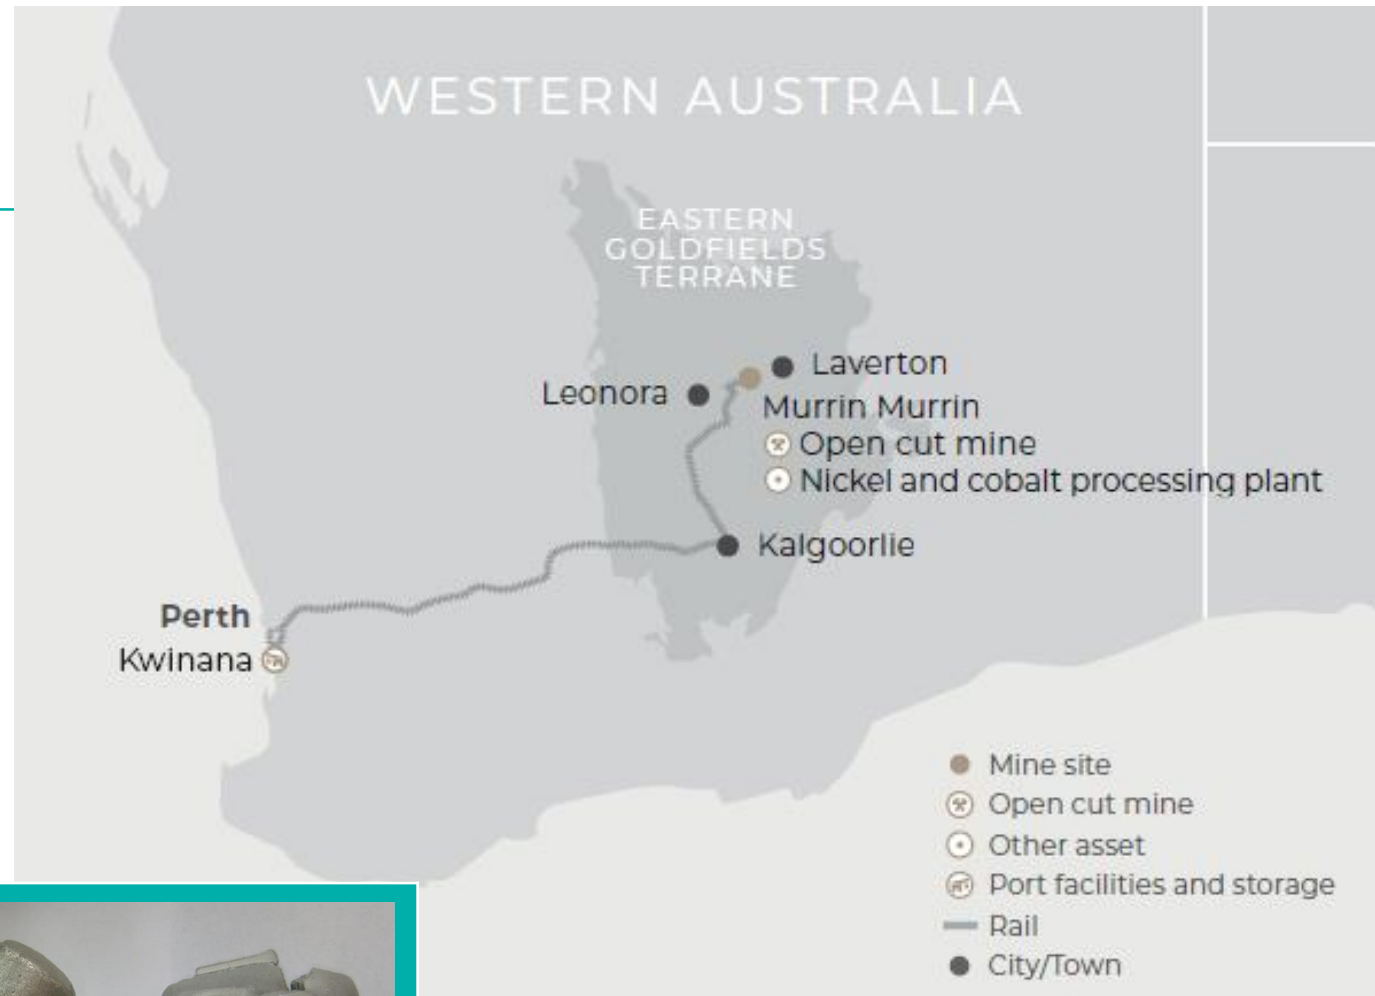 WESTERN AUSTRALIA
EASTERN
GOLDFIELDS
TERRANE
Laverton
Leonora
Murrin Murrin
Open cut mine
Nickel and cobalt processing plant
Kalgoorlie
Perth
Kwinana
Mine site
Open cut mine
Other asset
Port facilities and storage
Rail
City/Town